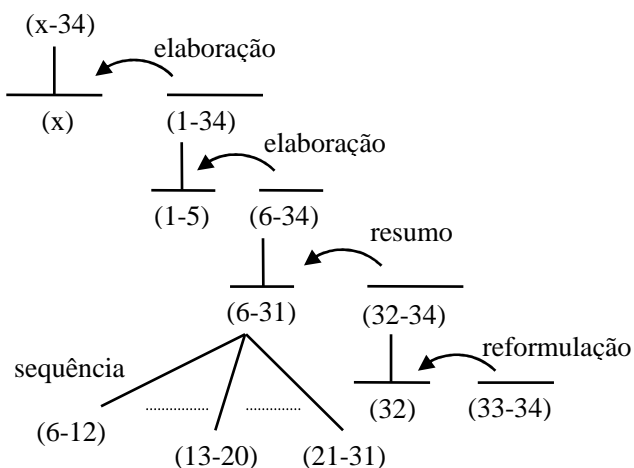 (x-34)
elaboração
(x)
(1-34)
elaboração
(1-5)
(6-34)
resumo
(6-31)
(32-34)
sequência
reformulação
(6-12)
(32)
(33-34)
(13-20)
(21-31)